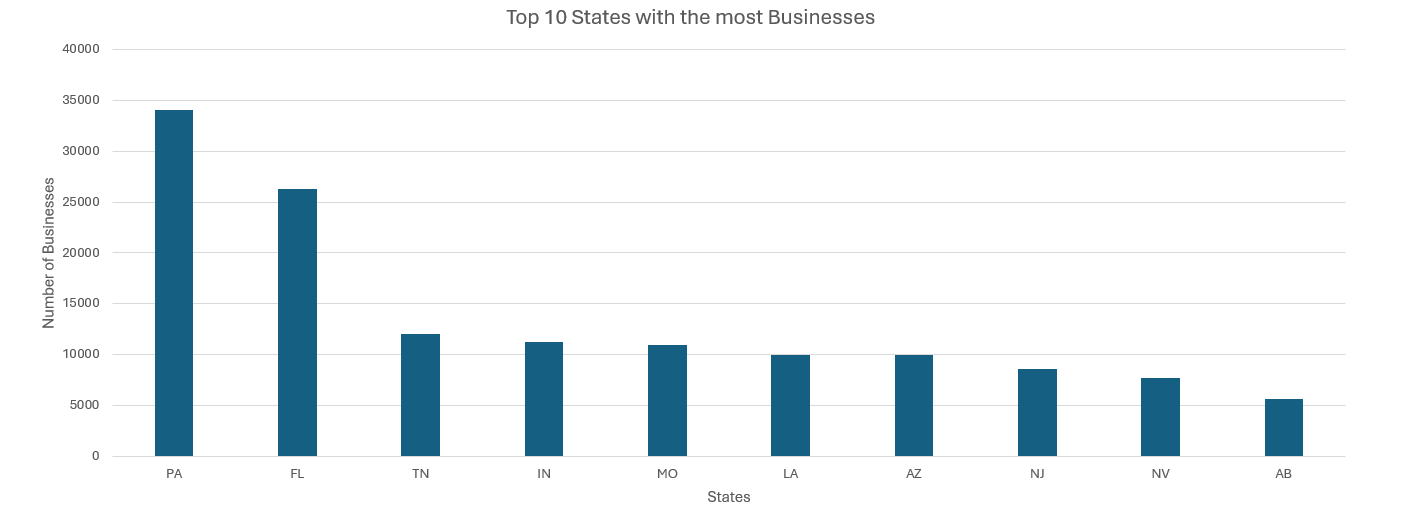 Top 10 States with the most Businesses
40000
35000
30000
25000
20000
15000
10000
5000
0
Number of Businesses
PA FL TN IN MO LA AZ NJ NV AB
States